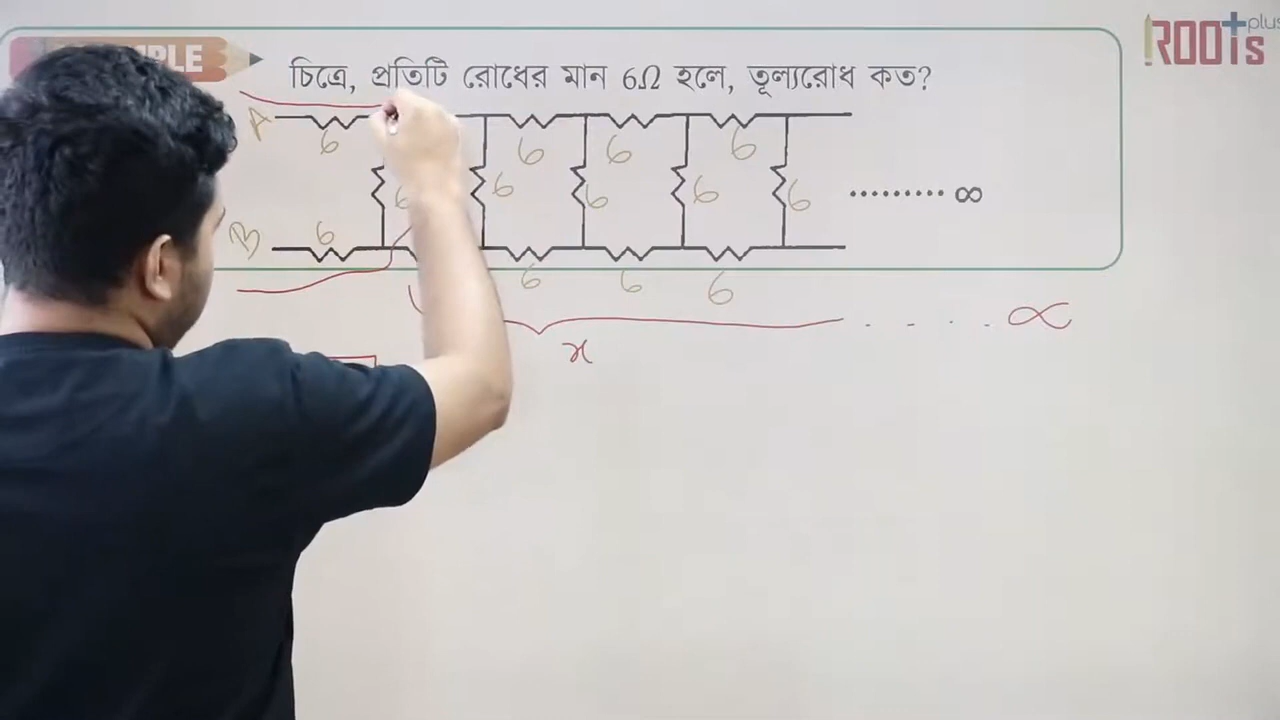 PLE
ROOTs plus
চিত্রে, প্রতিটি রোধের মান 6Ω হলে, তূল্যরোধ কত?
A 6 6 6 6
6 6 6 6 6 ......... ∞
B 6 6 6 6
x . . . . ∝